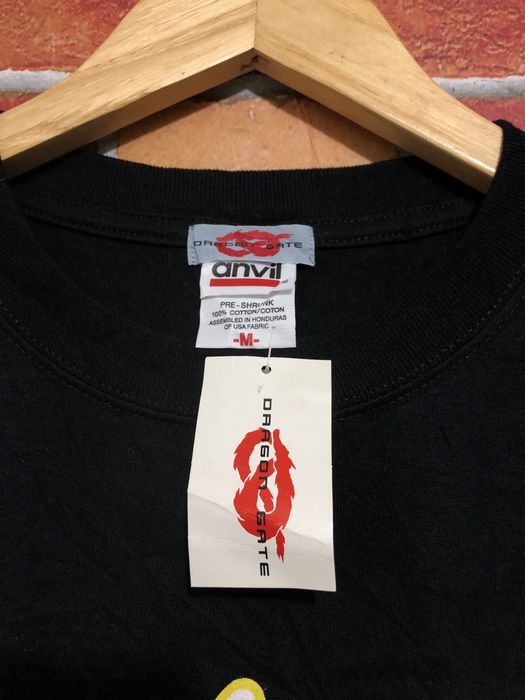 DRAGON GATE
anvil
PRE-SHRUNK
100% COTTON/COTON
ASSEMBLED IN HONDURAS
OF USA FABRIC
-M-
DRAGON GATE